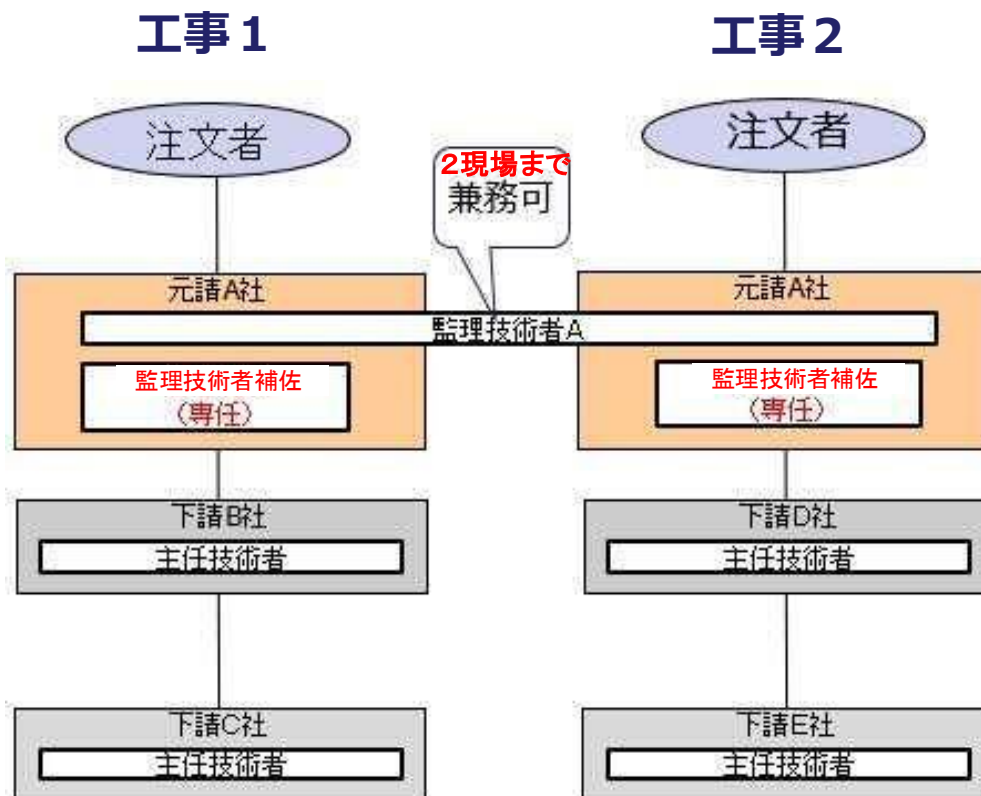 工事１
工事２
注文者
注文者
２現場まで
兼務可
元請A社
元請A社
監理技術者A
監理技術者補佐
（専任）
監理技術者補佐
（専任）
下請B社
主任技術者
下請D社
主任技術者
下請C社
主任技術者
下請E社
主任技術者